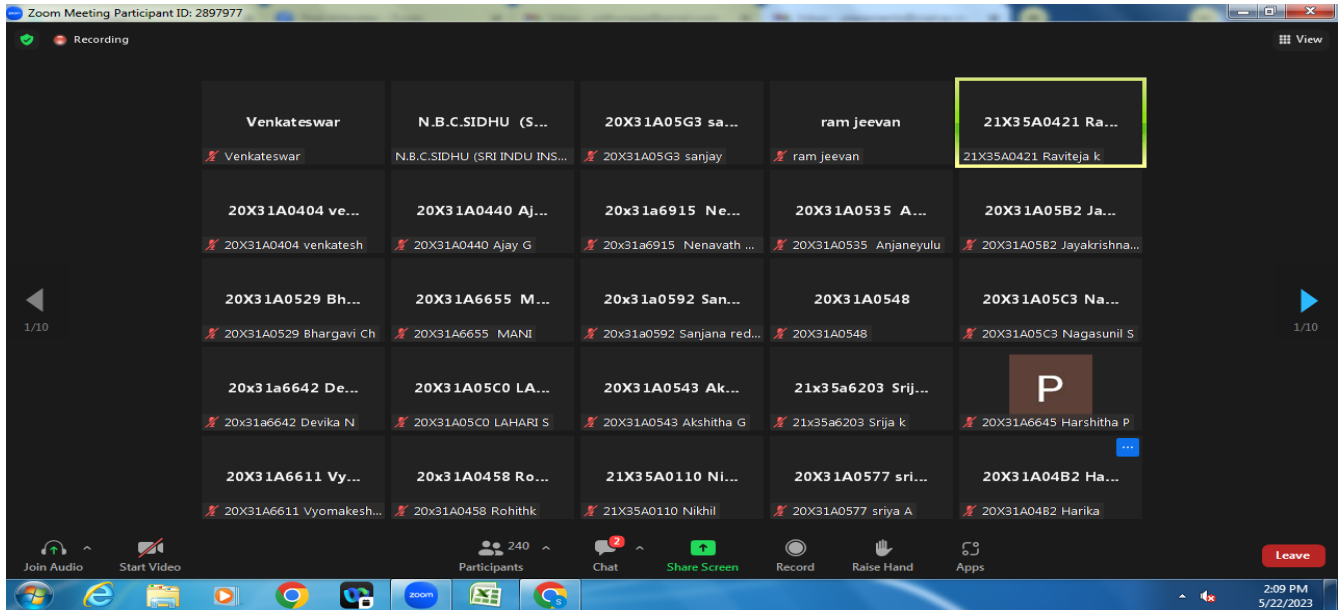 Zoom Meeting Participant ID: 2897977
Recording
View
Venkateswar
N.B.C.SIDHU (S...
20X31A05G3 sa...
ram jeevan
21X35A0421 Ra...
Venkateswar
N.B.C.SIDHU (SRI INDU INS...
20X31A05G3 sanjay
ram jeevan
21X35A0421 Raviteja k
20X31A0404 ve...
20X31A0440 Aj...
20x31a6915 Ne...
20X31A0535 A...
20X31A05B2 Ja...
20X31A0404 venkatesh
20X31A0440 Ajay G
20x31a6915 Nenavath ...
20X31A0535 Anjaneyulu
20X31A05B2 Jayakrishna...
20X31A0529 Bh...
20X31A6655 M...
20x31a0592 San...
20X31A0548
20X31A05C3 Na...
1/10
20X31A0529 Bhargavi Ch
20X31A6655 MANI
20x31a0592 Sanjana red...
20X31A0548
20X31A05C3 Nagasunil S
1/10
20x31a6642 De...
20X31A05C0 LA...
20X31A0543 Ak...
21x35a6203 Srij...
P
20x31a6642 Devika N
20X31A05C0 LAHARI S
20X31A0543 Akshitha G
21x35a6203 Srija k
20X31A6645 Harshitha P
20X31A6611 Vy...
20x31A0458 Ro...
21X35A0110 Ni...
20X31A0577 sri...
20X31A04B2 Ha...
20X31A6611 Vyomakesh...
20x31A0458 Rohithk
21X35A0110 Nikhil
20X31A0577 sriya A
20X31A04B2 Harika
240
2
Join Audio
Start Video
Participants
Chat
Share Screen
Record
Raise Hand
Apps
Leave
zoom
S
2:09 PM
5/22/2023